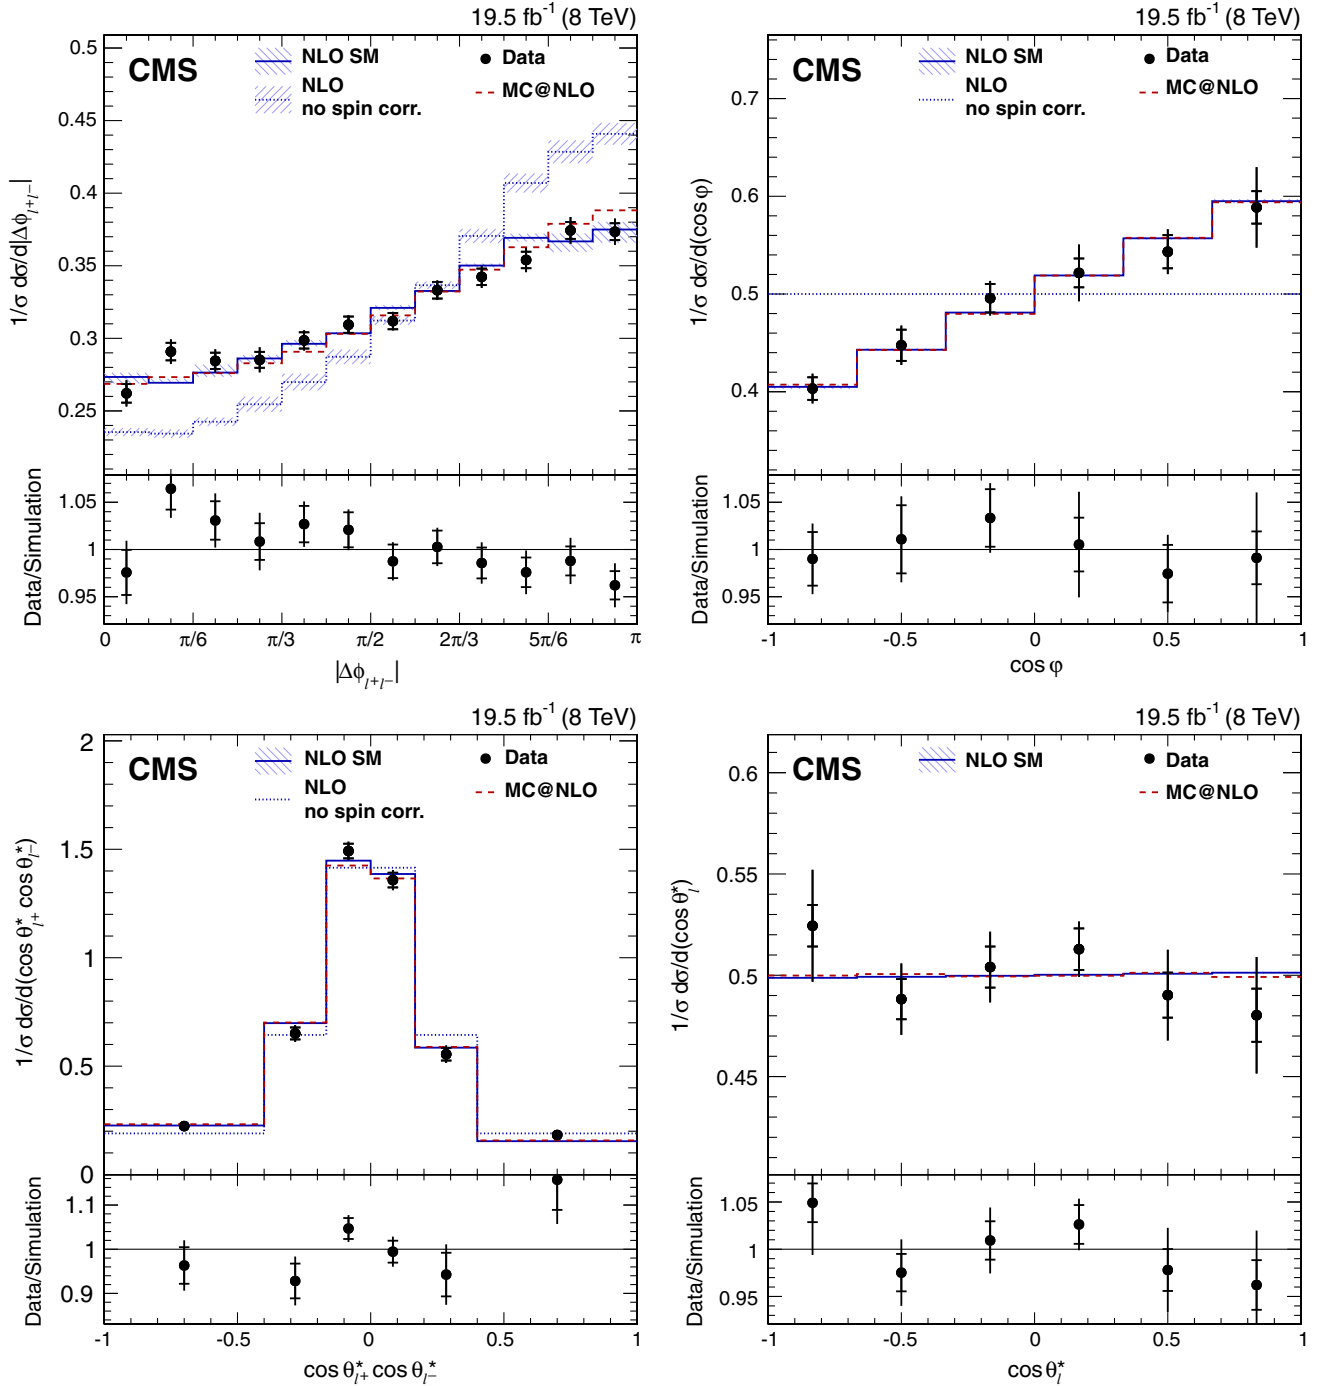 19.5 fb⁻¹ (8 TeV)
CMS
NLO SM
NLO
no spin corr.
Data
MC@NLO
1/σ dσ/d|Δϕ_{l+l−}|
0.5
0.45
0.4
0.35
0.3
0.25
Data/Simulation
1.05
1
0.95
0 π/6 π/3 π/2 2π/3 5π/6 π
|Δϕ_{l+l−}|
19.5 fb⁻¹ (8 TeV)
CMS
NLO SM
NLO
no spin corr.
Data
MC@NLO
1/σ dσ/d(cos φ)
0.7
0.6
0.5
0.4
Data/Simulation
1.05
1
0.95
-1 -0.5 0 0.5 1
cos φ
19.5 fb⁻¹ (8 TeV)
CMS
NLO SM
NLO
no spin corr.
Data
MC@NLO
1/σ dσ/d(cos θ*_{l+} cos θ*_{l−})
2
1.5
1
0.5
0
Data/Simulation
1.1
1
0.9
-1 -0.5 0 0.5 1
cos θ*_{l+} cos θ*_{l−}
19.5 fb⁻¹ (8 TeV)
CMS
NLO SM
Data
MC@NLO
1/σ dσ/d(cos θ*_l)
0.6
0.55
0.5
0.45
Data/Simulation
1.05
1
0.95
-1 -0.5 0 0.5 1
cos θ*_l